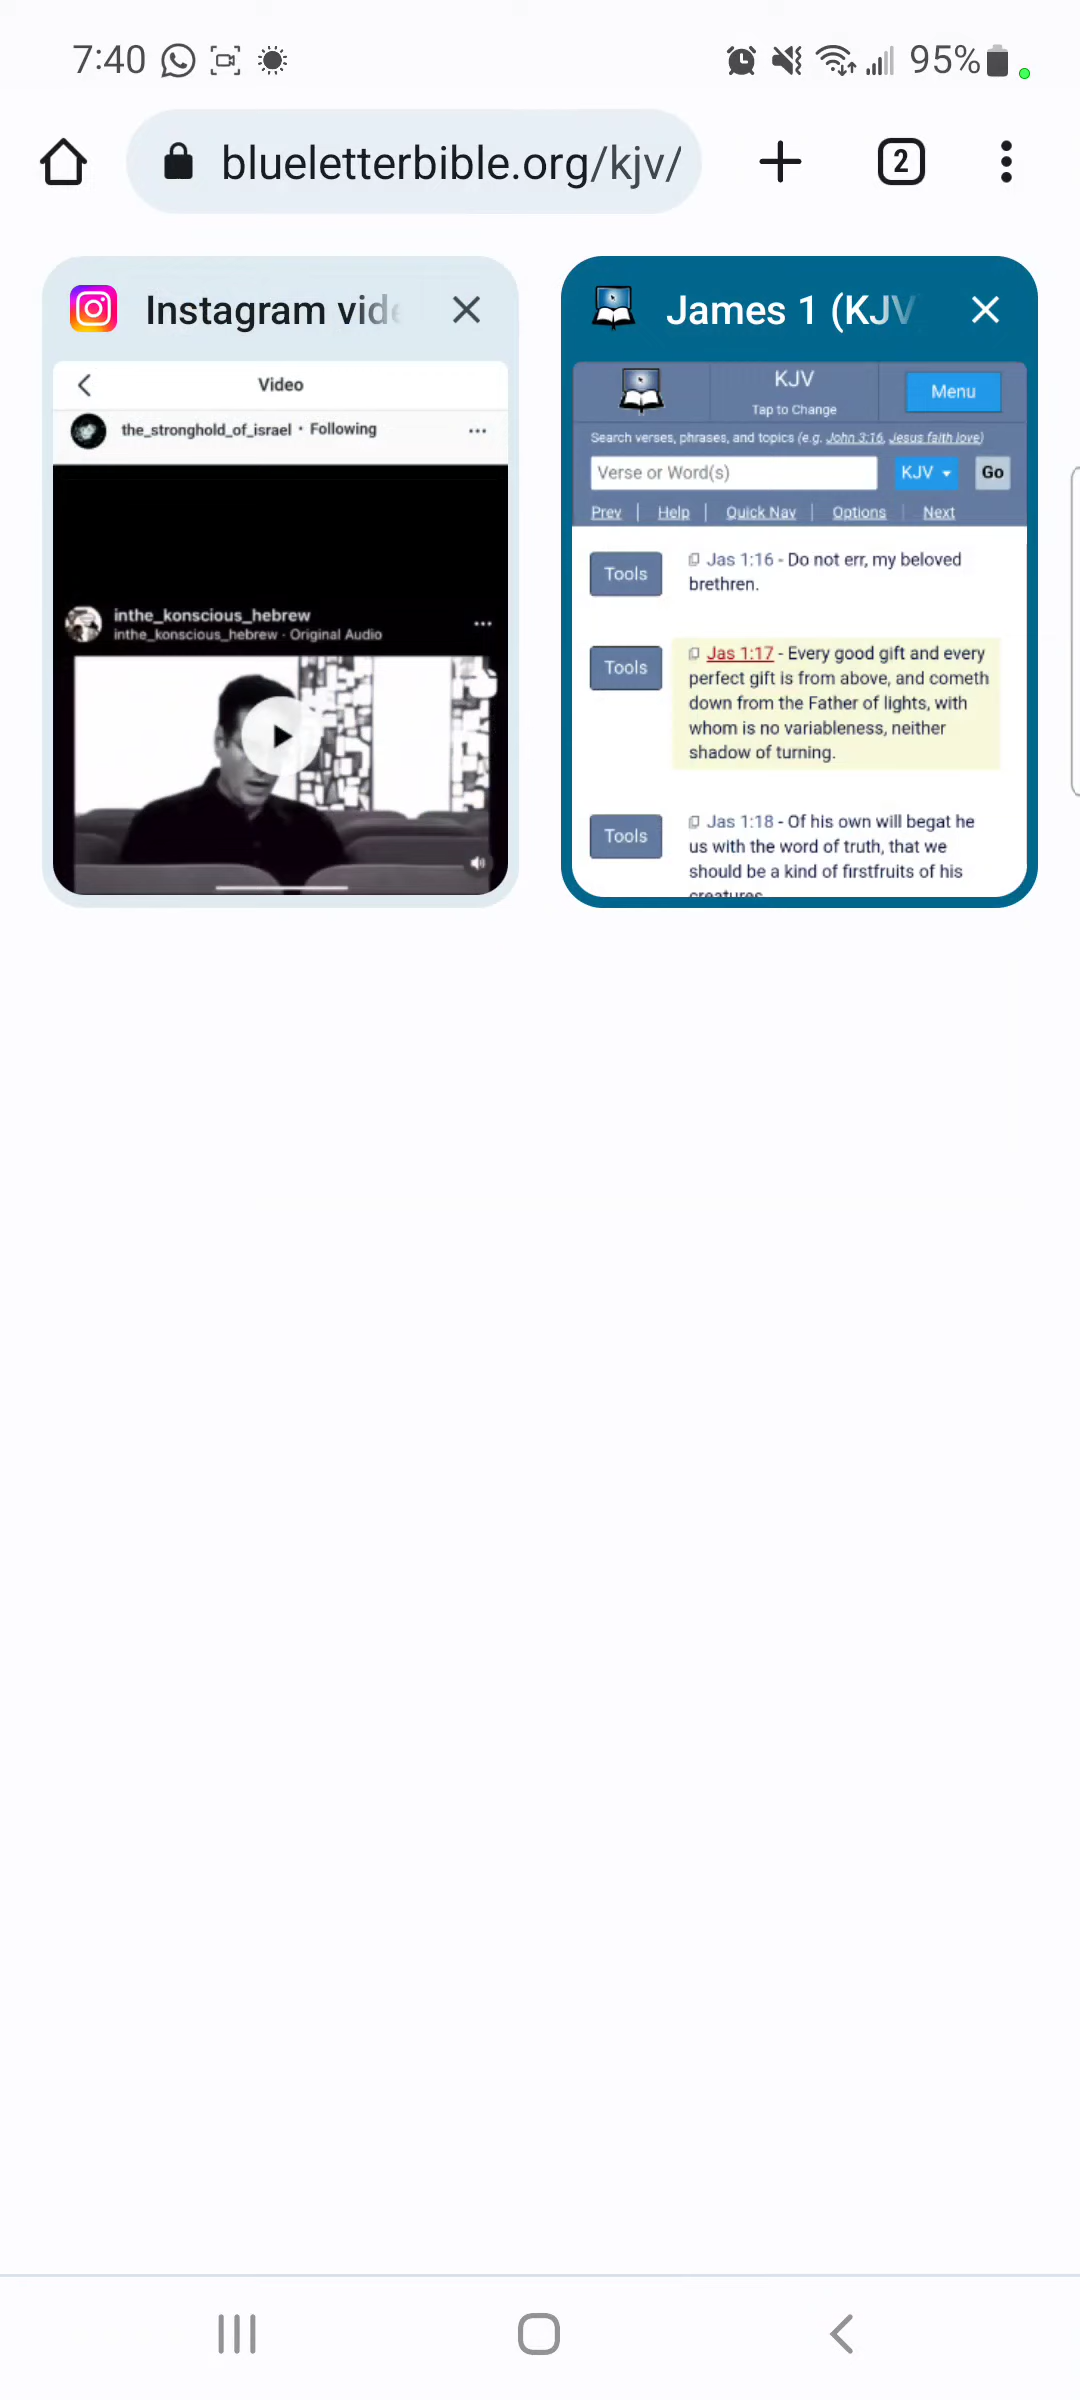 7:40
95%
blueletterbible.org/kjv/
2
Instagram vide
Video
the_stronghold_of_israel • Following
inthe_konscious_hebrew
inthe_konscious_hebrew · Original Audio
James 1 (KJV
KJV
Tap to Change
Menu
Search verses, phrases, and topics (e.g. John 3:16, Jesus faith love)
Verse or Word(s)
KJV
Go
Prev | Help | Quick Nav | Options | Next
Tools
Jas 1:16 - Do not err, my beloved
brethren.
Tools
Jas 1:17 - Every good gift and every
perfect gift is from above, and cometh
down from the Father of lights, with
whom is no variableness, neither
shadow of turning.
Tools
Jas 1:18 - Of his own will begat he
us with the word of truth, that we
should be a kind of firstfruits of his
creatures